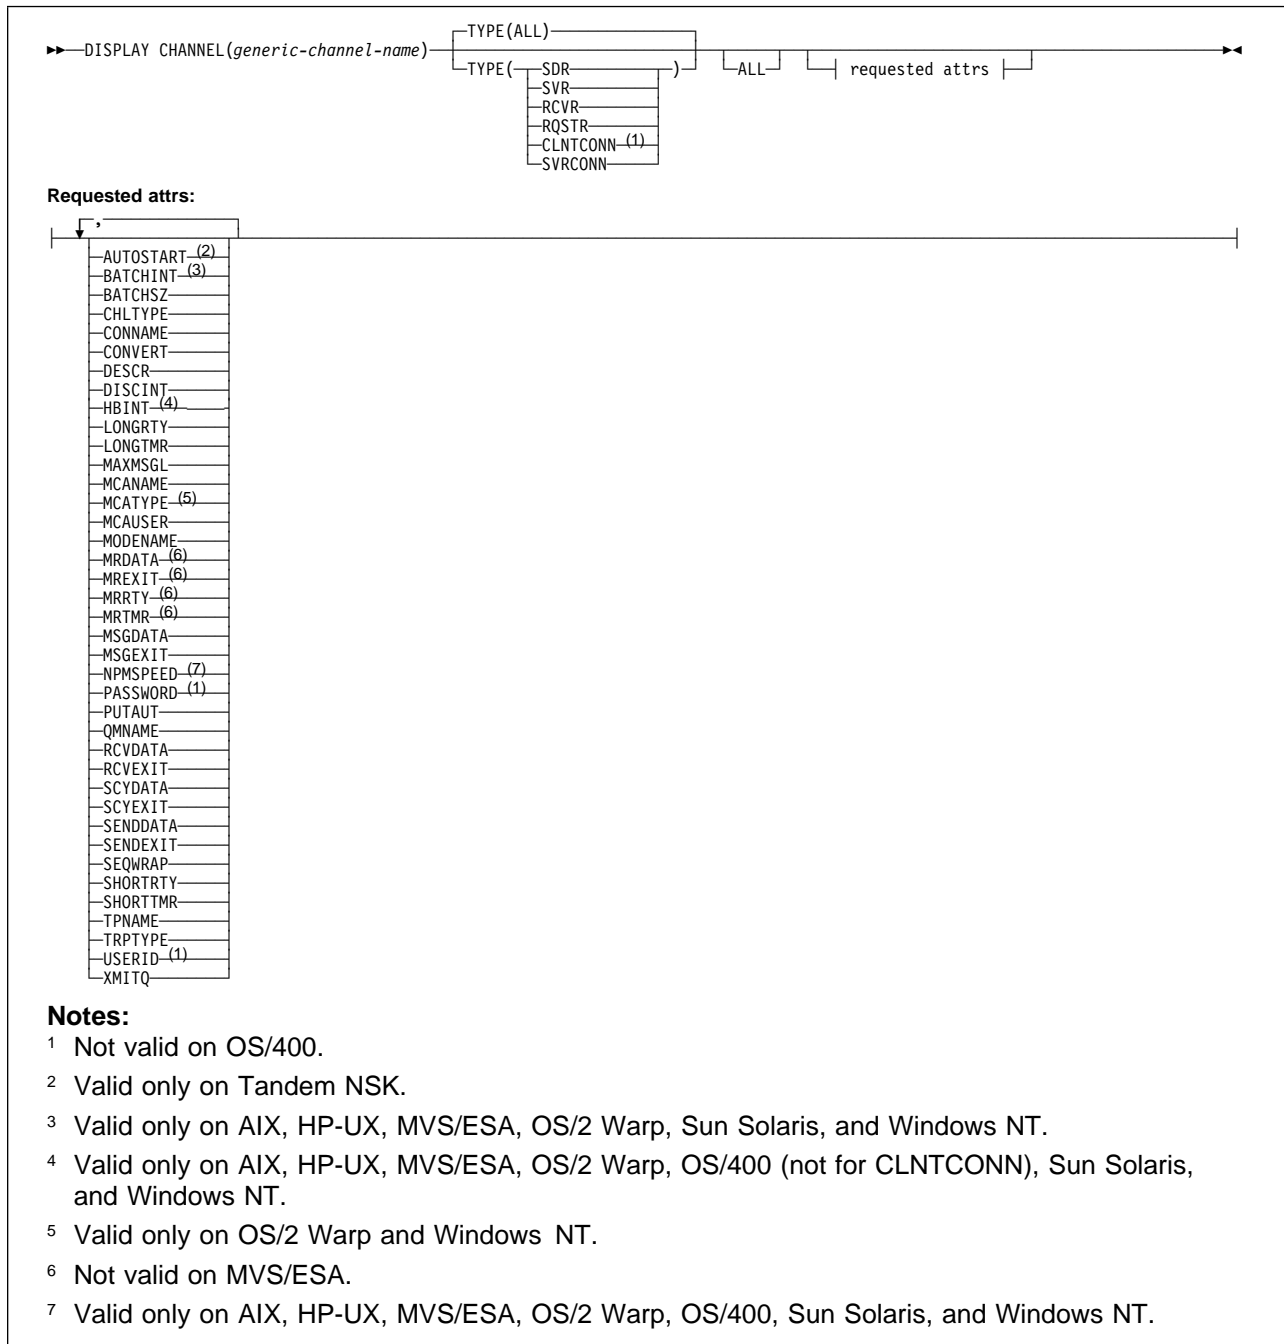 TYPE(ALL)
DISPLAY CHANNEL(generic-channel-name)
TYPE( SDR ) ALL requested attrs
SVR
RCVR
RQSTR
CLNTCONN (1)
SVRCONN
Requested attrs:
,
AUTOSTART (2)
BATCHINT (3)
BATCHSZ
CHLTYPE
CONNAME
CONVERT
DESCR
DISCINT
HBINT (4)
LONGRTY
LONGTMR
MAXMSGL
MCANAME
MCATYPE (5)
MCAUSER
MODENAME
MRDATA (6)
MREXIT (6)
MRRTY (6)
MRTMR (6)
MSGDATA
MSGEXIT
NPMSPEED (7)
PASSWORD (1)
PUTAUT
QMNAME
RCVDATA
RCVEXIT
SCYDATA
SCYEXIT
SENDDATA
SENDEXIT
SEQWRAP
SHORTRTY
SHORTTMR
TPNAME
TRPTYPE
USERID (1)
XMITQ
Notes:
1 Not valid on OS/400.
2 Valid only on Tandem NSK.
3 Valid only on AIX, HP-UX, MVS/ESA, OS/2 Warp, Sun Solaris, and Windows NT.
4 Valid only on AIX, HP-UX, MVS/ESA, OS/2 Warp, OS/400 (not for CLNTCONN), Sun Solaris,
and Windows NT.
5 Valid only on OS/2 Warp and Windows NT.
6 Not valid on MVS/ESA.
7 Valid only on AIX, HP-UX, MVS/ESA, OS/2 Warp, OS/400, Sun Solaris, and Windows NT.